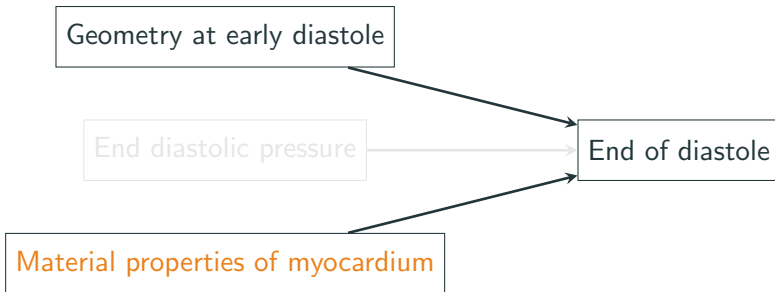 Geometry at early diastole
End diastolic pressure
End of diastole
Material properties of myocardium